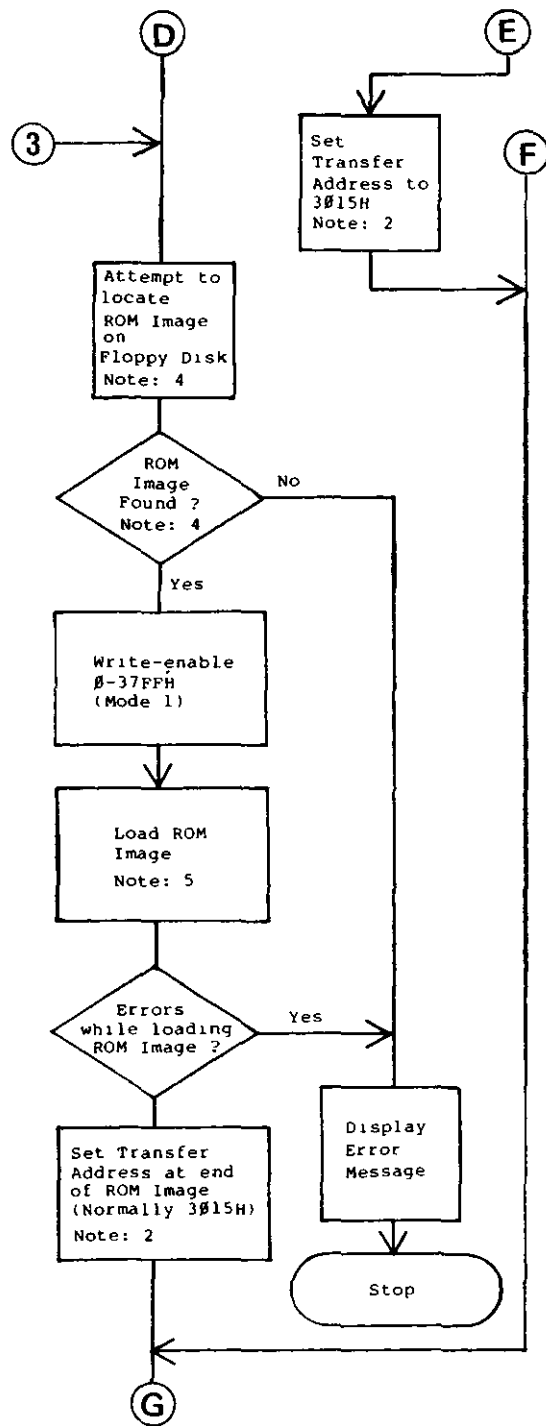 D
E
3
F
Set
Transfer
Address to
3Ø15H
Note: 2
Attempt to
locate
ROM Image
on
Floppy Disk
Note: 4
ROM
Image
Found ?
Note: 4
No
Yes
Write-enable
Ø-37FFH
(Mode 1)
Load ROM
Image
Note: 5
Errors
while loading
ROM Image ?
Yes
Set Transfer
Address at end
of ROM Image
(Normally 3Ø15H)
Note: 2
Display
Error
Message
Stop
G